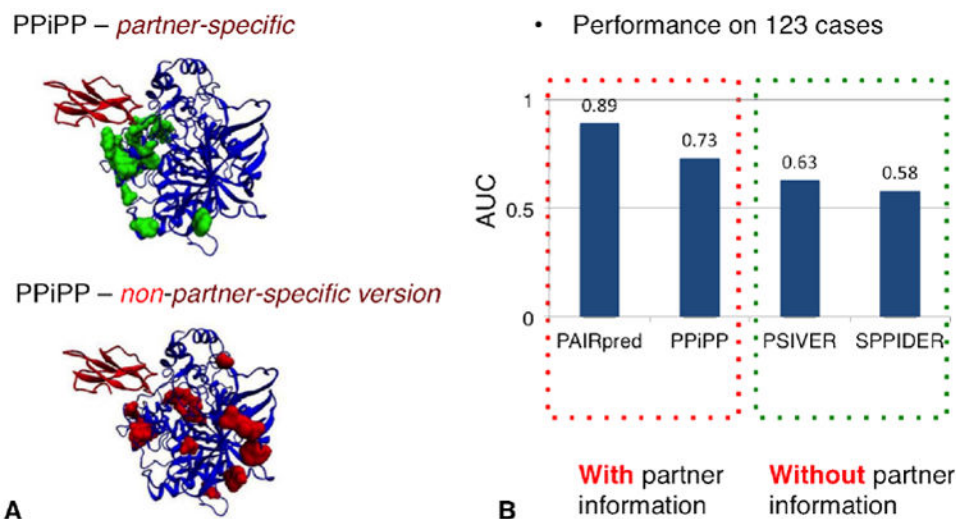 PPiPP – partner-specific
PPiPP – non-partner-specific version
A
• Performance on 123 cases
AUC
1
0.5
0
0.89
0.73
0.63
0.58
PAIRpred PPiPP PSIVER SPPIDER
With partner
information
Without partner
information
B